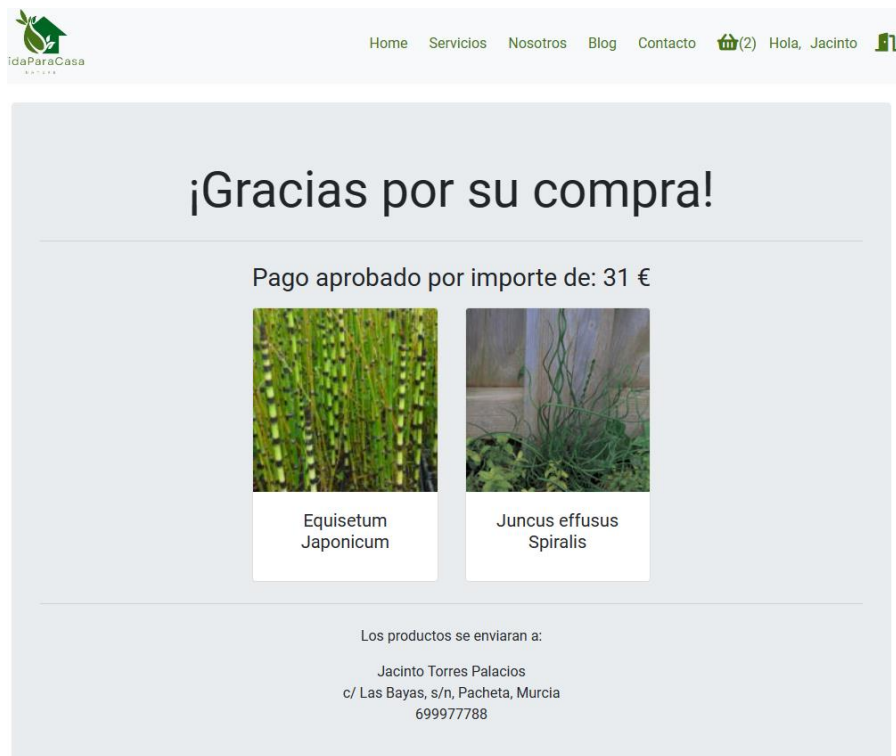 idaParaCasa
Home Servicios Nosotros Blog Contacto (2) Hola, Jacinto
¡Gracias por su compra!
Pago aprobado por importe de: 31 €
Equisetum
Japonicum
Juncus effusus
Spiralis
Los productos se enviaran a:
Jacinto Torres Palacios
c/ Las Bayas, s/n, Pacheta, Murcia
699977788